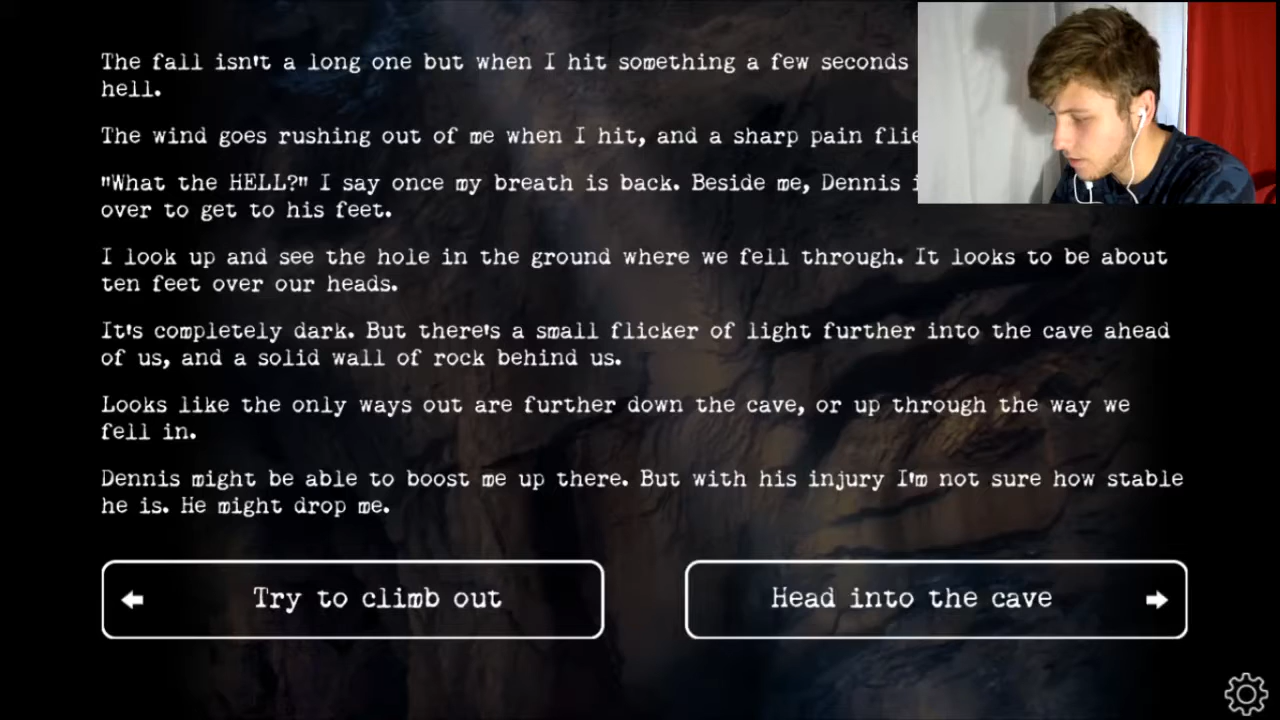 The fall isn't a long one but when I hit something a few seconds
hell.
The wind goes rushing out of me when I hit, and a sharp pain
"What the HELL?" I say once my breath is back. Beside me, Dennis
over to get to his feet.
I look up and see the hole in the ground where we fell through. It looks to be about
ten feet over our heads.
It's completely dark. But there's a small flicker of light further into the cave ahead
of us, and a solid wall of rock behind us.
Looks like the only ways out are further down the cave, or up through the way we
fell in.
Dennis might be able to boost me up there. But with his injury I'm not sure how stable
he is. He might drop me.
Try to climb out
Head into the cave